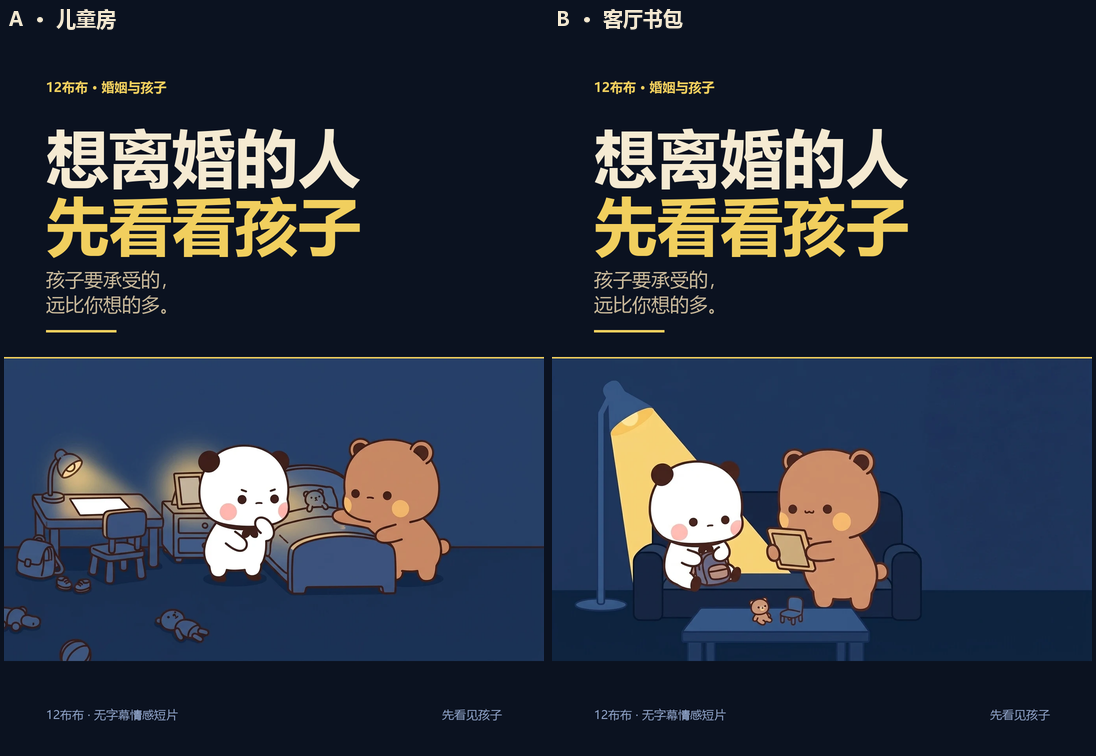 A • 儿童房
12布布 • 婚姻与孩子
想离婚的人
先看看孩子
孩子要承受的，
远比你想的多。
12布布 · 无字幕情感短片
先看见孩子
B • 客厅书包
12布布 • 婚姻与孩子
想离婚的人
先看看孩子
孩子要承受的，
远比你想的多。
12布布 · 无字幕情感短片
先看见孩子